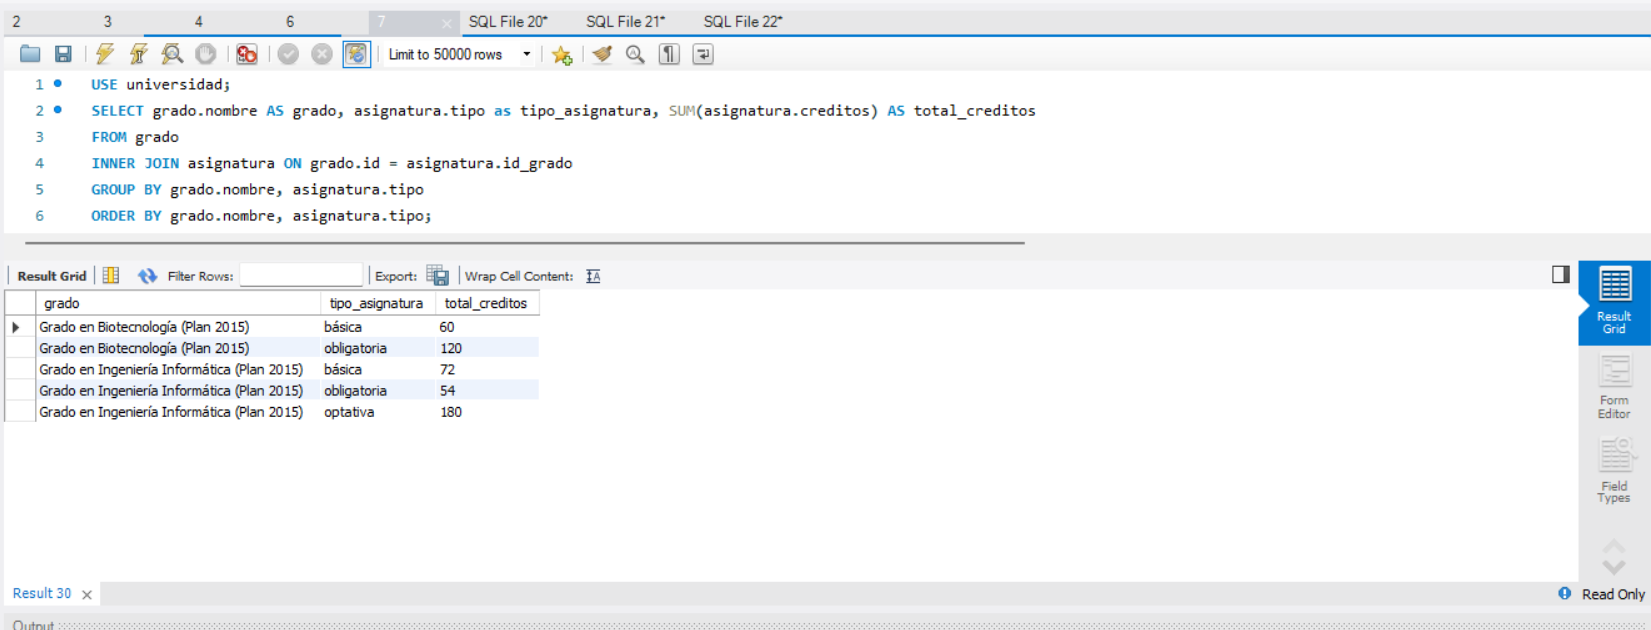 2 3 4 6 7 SQL File 20* SQL File 21* SQL File 22*
Limit to 50000 rows
1 USE universidad;
2 SELECT grado.nombre AS grado, asignatura.tipo as tipo_asignatura, SUM(asignatura.creditos) AS total_creditos
3 FROM grado
4 INNER JOIN asignatura ON grado.id = asignatura.id_grado
5 GROUP BY grado.nombre, asignatura.tipo
6 ORDER BY grado.nombre, asignatura.tipo;
Result Grid Filter Rows: Export: Wrap Cell Content: IA
grado tipo_asignatura total_creditos
Grado en Biotecnología (Plan 2015) básica 60
Grado en Biotecnología (Plan 2015) obligatoria 120
Grado en Ingeniería Informática (Plan 2015) básica 72
Grado en Ingeniería Informática (Plan 2015) obligatoria 54
Grado en Ingeniería Informática (Plan 2015) optativa 180
Result
Grid
Form
Editor
Field
Types
Result 30 Read Only
Output